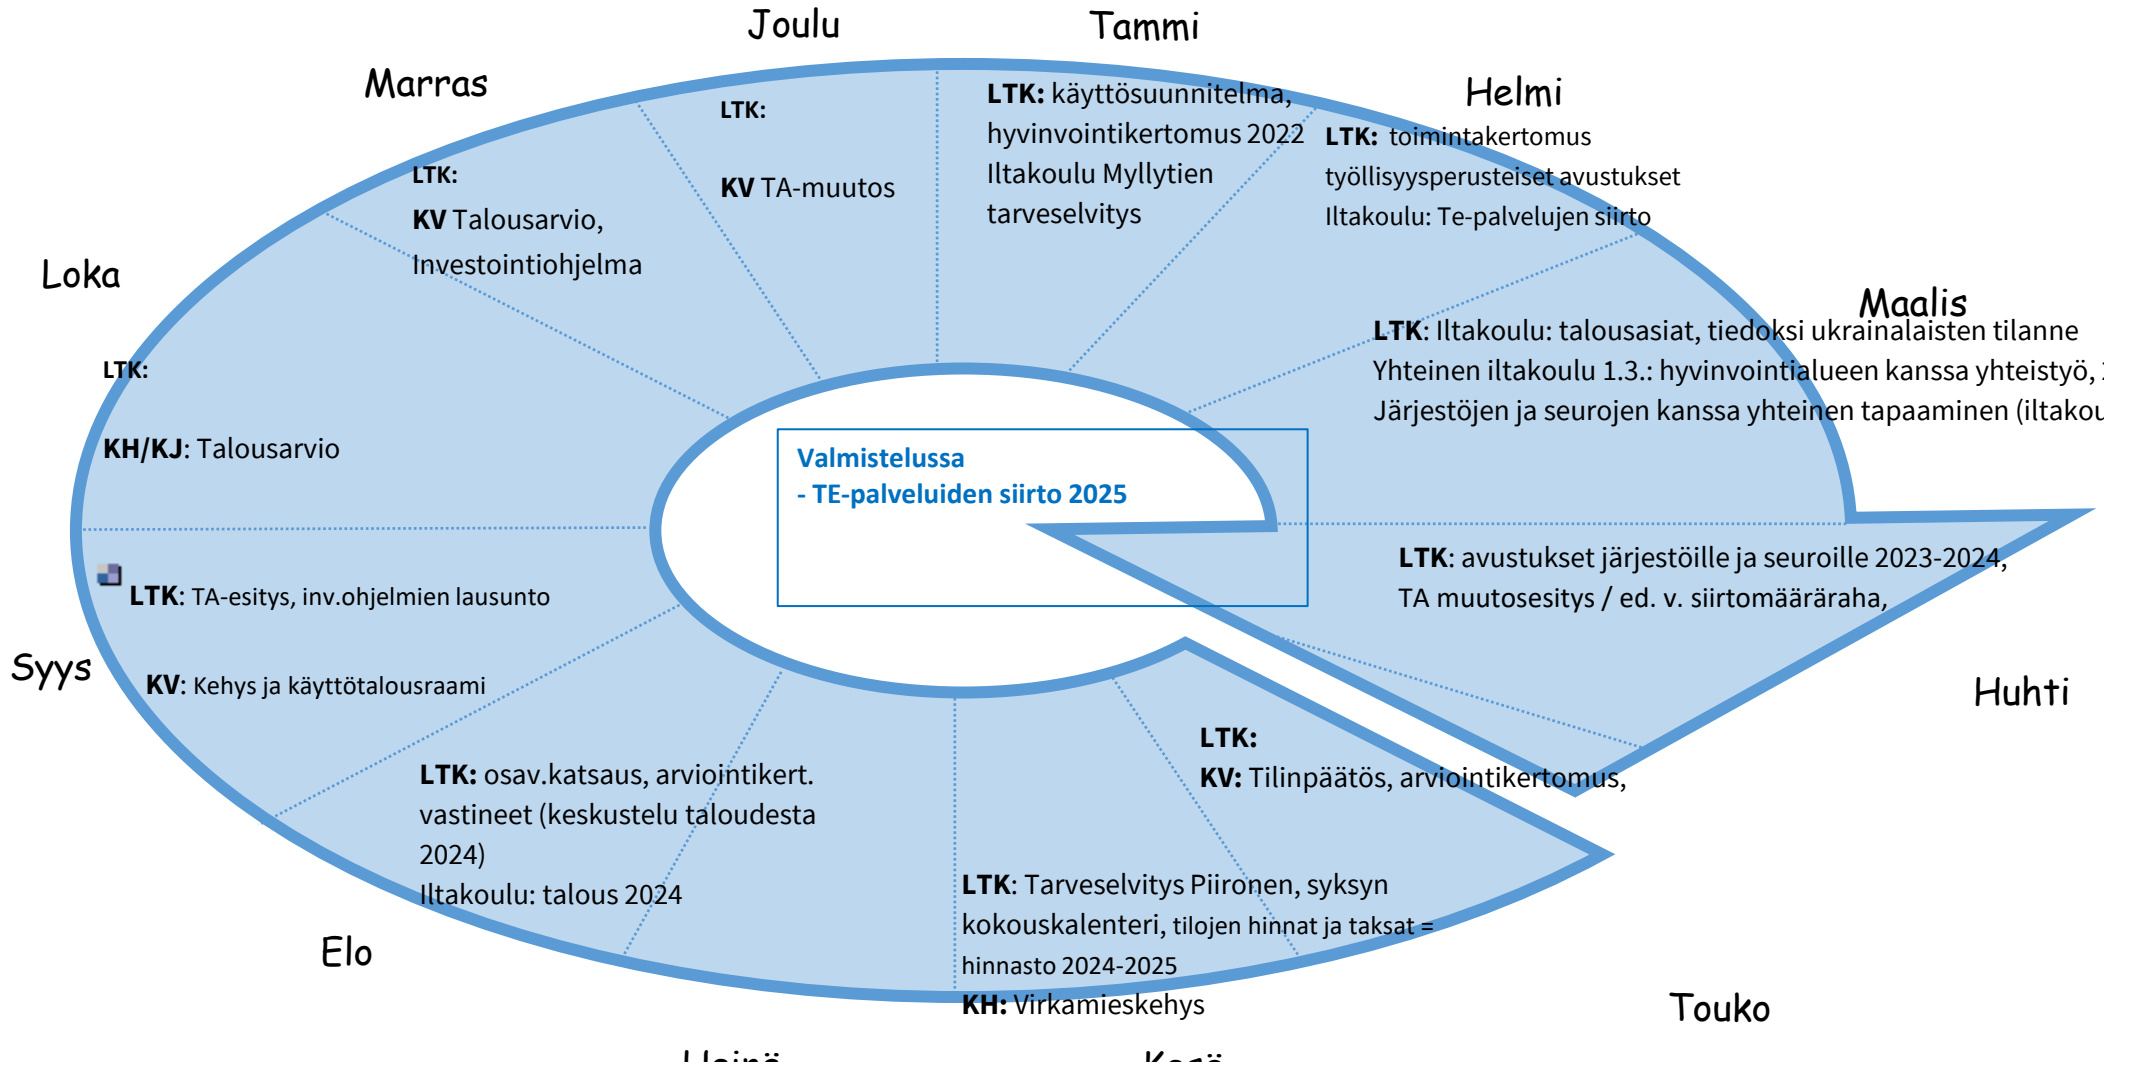 Joulu
Tammi
Marras
Helmi
LTK:
KV TA-muutos
LTK: käyttösuunnitelma,
hyvinvointikertomus 2022
Iltakoulu Myllytien
tarveselvitys
LTK: toimintakertomus
työllisyysperusteiset avustukset
Iltakoulu: Te-palvelujen siirto
LTK:
KV Talousarvio,
Investointiohjelma
Loka
Maalis
LTK: Iltakoulu: talousasiat, tiedoksi ukrainalaisten tilanne
Yhteinen iltakoulu 1.3.: hyvinvointialueen kanssa yhteistyö,
Järjestöjen ja seurojen kanssa yhteinen tapaaminen
LTK:
KH/KJ: Talousarvio
Valmistelussa
- TE-palveluiden siirto 2025
LTK: avustukset järjestöille ja seuroille 2023-2024,
TA muutosesitys / ed. v. siirtomääräraha,
LTK: TA-esitys, inv.ohjelmien lausunto
KV: Kehys ja käyttötalousraami
Syys
Huhti
LTK:
KV: Tilinpäätös, arviointikertomus,
LTK: osav.katsaus, arviointikert.
vastineet (keskustelu taloudesta
2024)
Iltakoulu: talous 2024
LTK: Tarveselvitys Piironen, syksyn
kokouskalenteri, tilojen hinnat ja taksat =
hinnasto 2024-2025
KH: Virkamieskehys
Elo
Touko